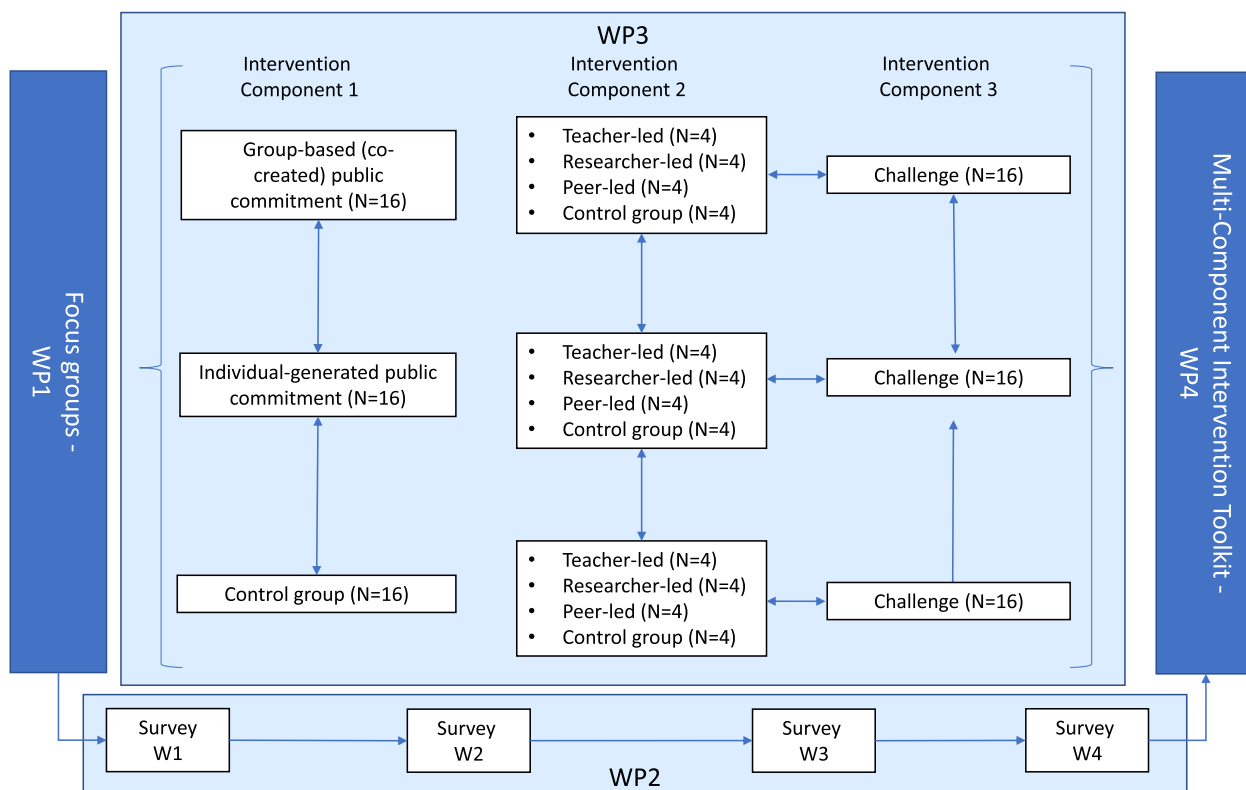 WP3
Focus groups -
WP1
Intervention
Component 1
Group-based (co-
created) public
commitment (N=16)
Individual-generated public
commitment (N=16)
Control group (N=16)
Intervention
Component 2
• Teacher-led (N=4)
• Researcher-led (N=4)
• Peer-led (N=4)
• Control group (N=4)
• Teacher-led (N=4)
• Researcher-led (N=4)
• Peer-led (N=4)
• Control group (N=4)
• Teacher-led (N=4)
• Researcher-led (N=4)
• Peer-led (N=4)
• Control group (N=4)
Intervention
Component 3
Challenge (N=16)
Challenge (N=16)
Challenge (N=16)
Multi-Component Intervention Toolkit -
WP4
Survey
W1
Survey
W2
Survey
W3
Survey
W4
WP2